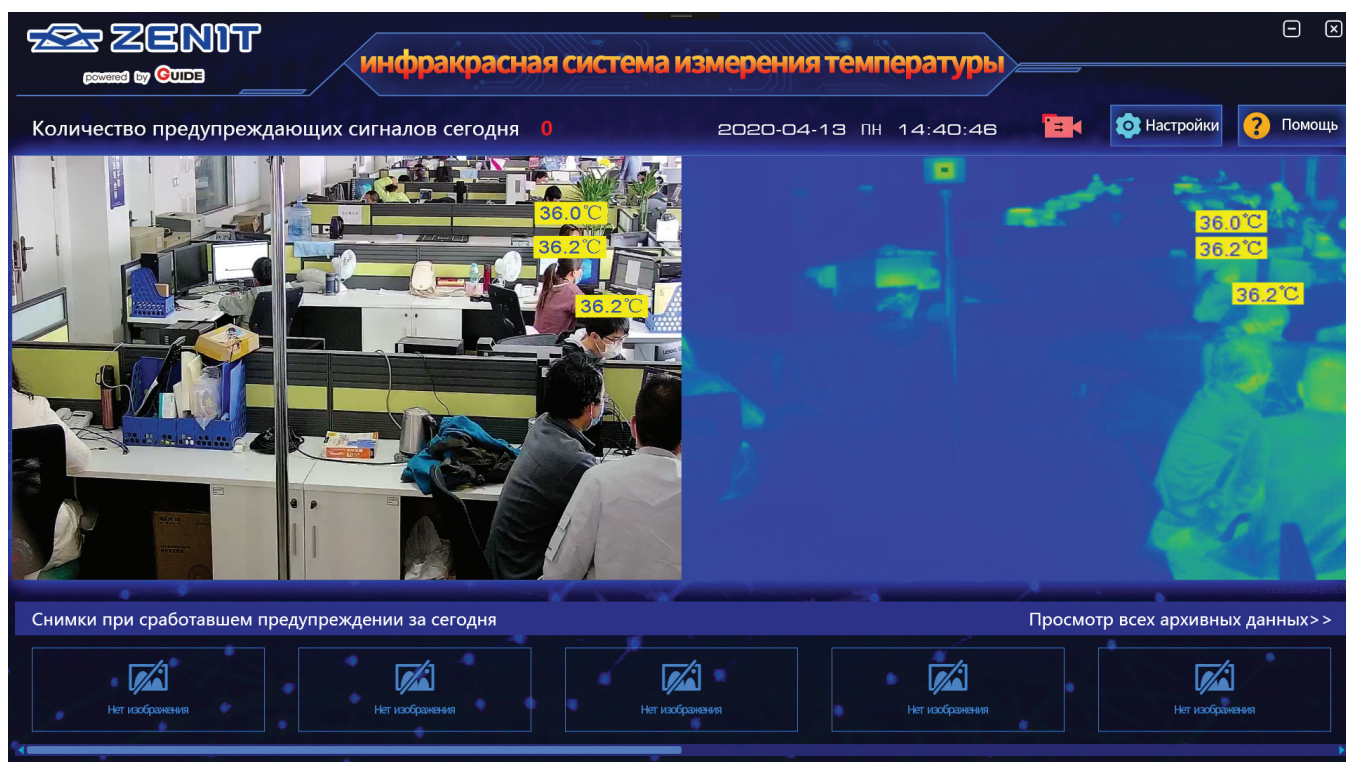 ZENIT
powered by GUIDE
инфракрасная система измерения температуры
Количество предупреждающих сигналов сегодня 0
2020-04-13 ПН 14:40:46
Настройки
Помощь
36.0℃
36.2℃
36.2℃
36.0℃
36.2℃
36.2℃
Снимки при сработавшем предупреждении за сегодня
Просмотр всех архивных данных>>
Нет изображения
Нет изображения
Нет изображения
Нет изображения
Нет изображения